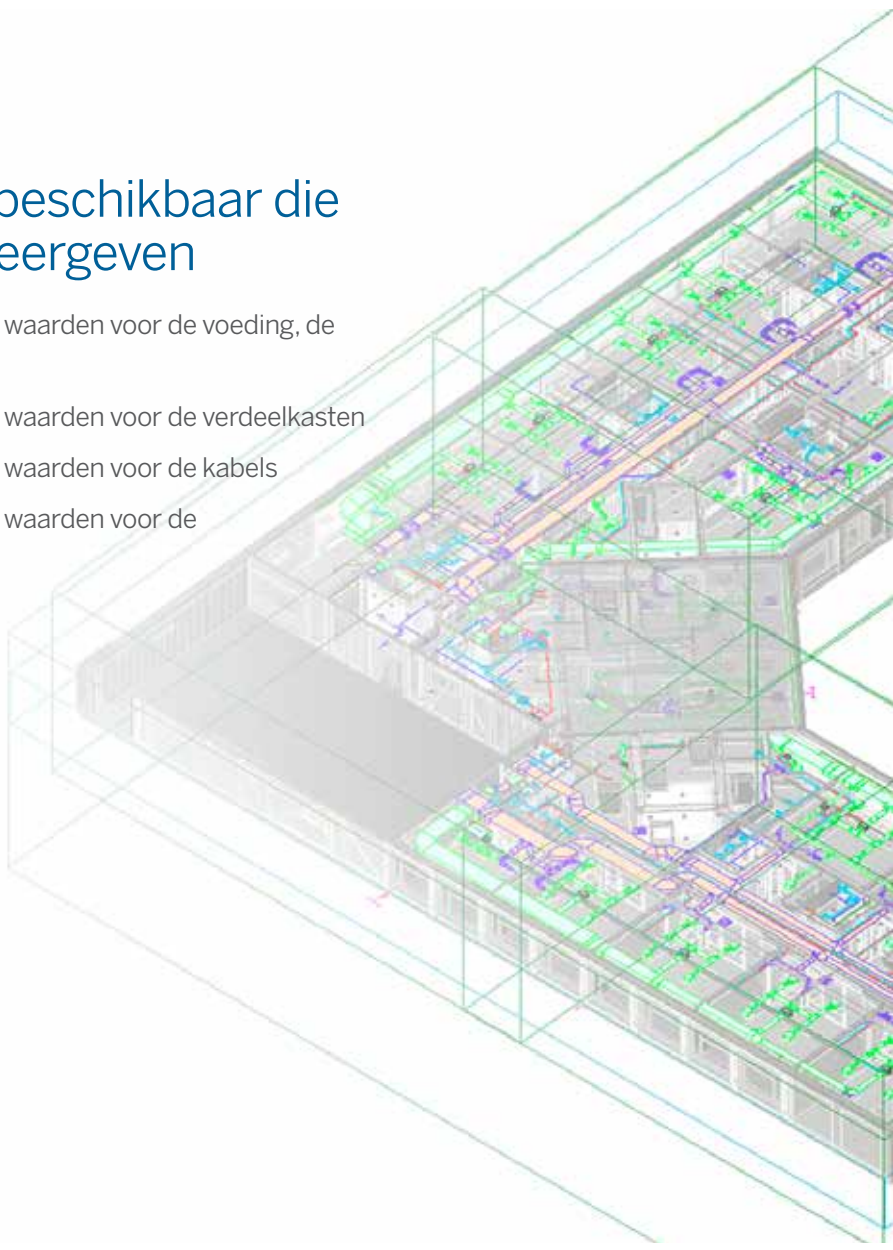 beschikbaar die
eergeven
waarden voor de voeding, de
waarden voor de verdeelkasten
waarden voor de kabels
waarden voor de